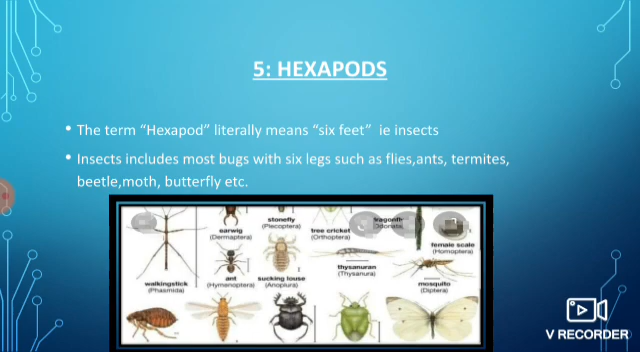 5: HEXAPODS
• The term “Hexapod” literally means “six feet” ie insects
• Insects includes most bugs with six legs such as flies,ants, termites,
beetle,moth, butterfly etc.
stonefly
(Plecoptera)
earwig
(Dermaptera)
tree cricket
(Orthoptera)
dragonfly
(Odonata)
female scale
(Homoptera)
thysanuran
(Thysanura)
walkingstick
(Phasmida)
ant
(Hymenoptera)
sucking louse
(Anoplura)
mosquito
(Diptera)
V RECORDER